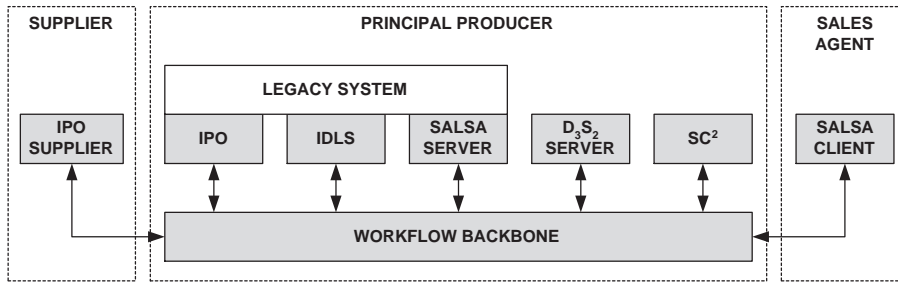 SUPPLIER
PRINCIPAL PRODUCER
SALES
AGENT
LEGACY SYSTEM
IPO
SUPPLIER
IPO
IDLS
SALSA
SERVER
D₃S₂
SERVER
SC²
SALSA
CLIENT
WORKFLOW BACKBONE